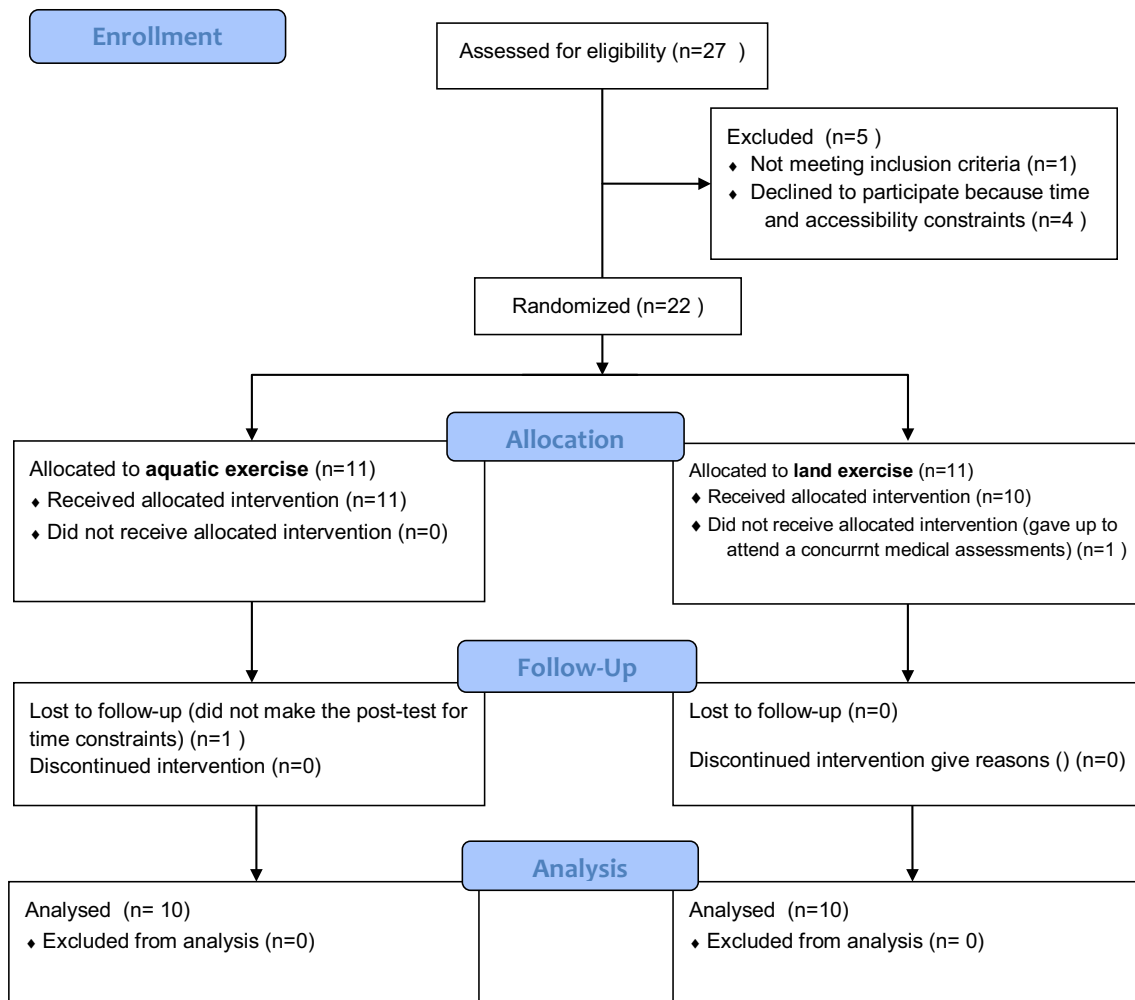 Enrollment
Assessed for eligibility (n=27 )
Excluded (n=5 )
♦ Not meeting inclusion criteria (n=1)
♦ Declined to participate because time
and accessibility constraints (n=4 )
Randomized (n=22 )
Allocation
Allocated to aquatic exercise (n=11)
♦ Received allocated intervention (n=11)
♦ Did not receive allocated intervention (n=0)
Allocated to land exercise (n=11)
♦ Received allocated intervention (n=10)
♦ Did not receive allocated intervention (gave up to
attend a concurrnt medical assessments) (n=1 )
Follow-Up
Lost to follow-up (did not make the post-test for
time constraints) (n=1 )
Discontinued intervention (n=0)
Lost to follow-up (n=0)
Discontinued intervention give reasons () (n=0)
Analysis
Analysed (n= 10)
♦ Excluded from analysis (n=0)
Analysed (n=10)
♦ Excluded from analysis (n= 0)